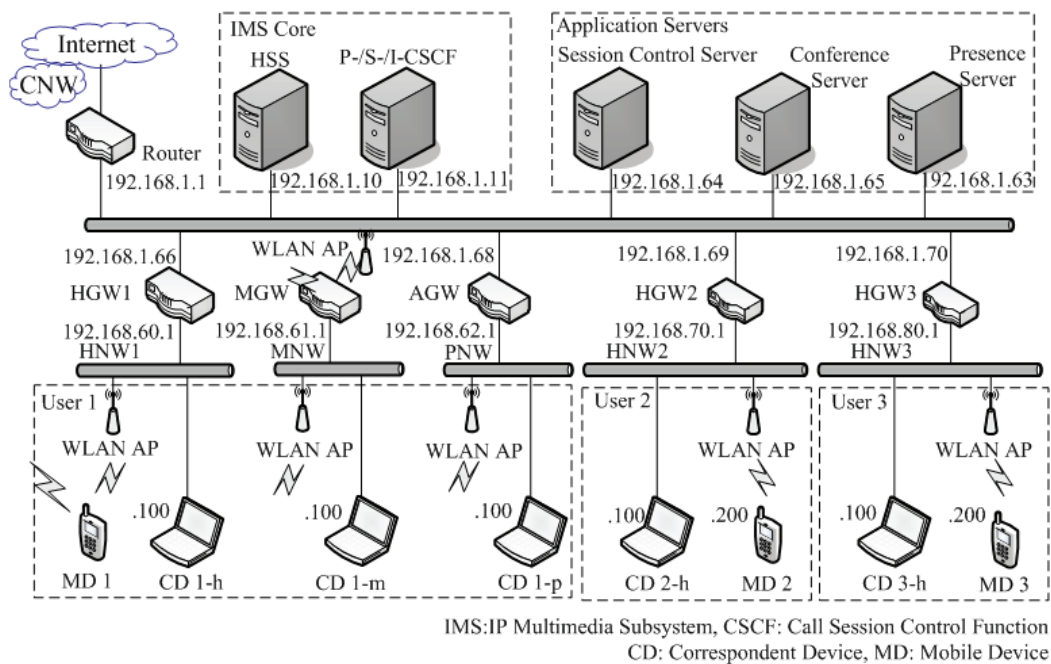 Internet
CNW
Router
192.168.1.1
IMS Core
HSS
P-/S-/I-CSCF
192.168.1.10
192.168.1.11
Application Servers
Session Control Server
Conference
Server
Presence
Server
192.168.1.64
192.168.1.65
192.168.1.63
192.168.1.66
HGW1
192.168.60.1
HNW1
WLAN AP
MGW
192.168.61.1
MNW
192.168.1.68
AGW
192.168.62.1
PNW
192.168.1.69
HGW2
192.168.70.1
HNW2
192.168.1.70
HGW3
192.168.80.1
HNW3
User 1
WLAN AP
WLAN AP
WLAN AP
.100
.100
.100
MD 1
CD 1-h
CD 1-m
CD 1-p
User 2
WLAN AP
.100
.200
CD 2-h
MD 2
User 3
WLAN AP
.100
.200
CD 3-h
MD 3
IMS:IP Multimedia Subsystem, CSCF: Call Session Control Function
CD: Correspondent Device, MD: Mobile Device